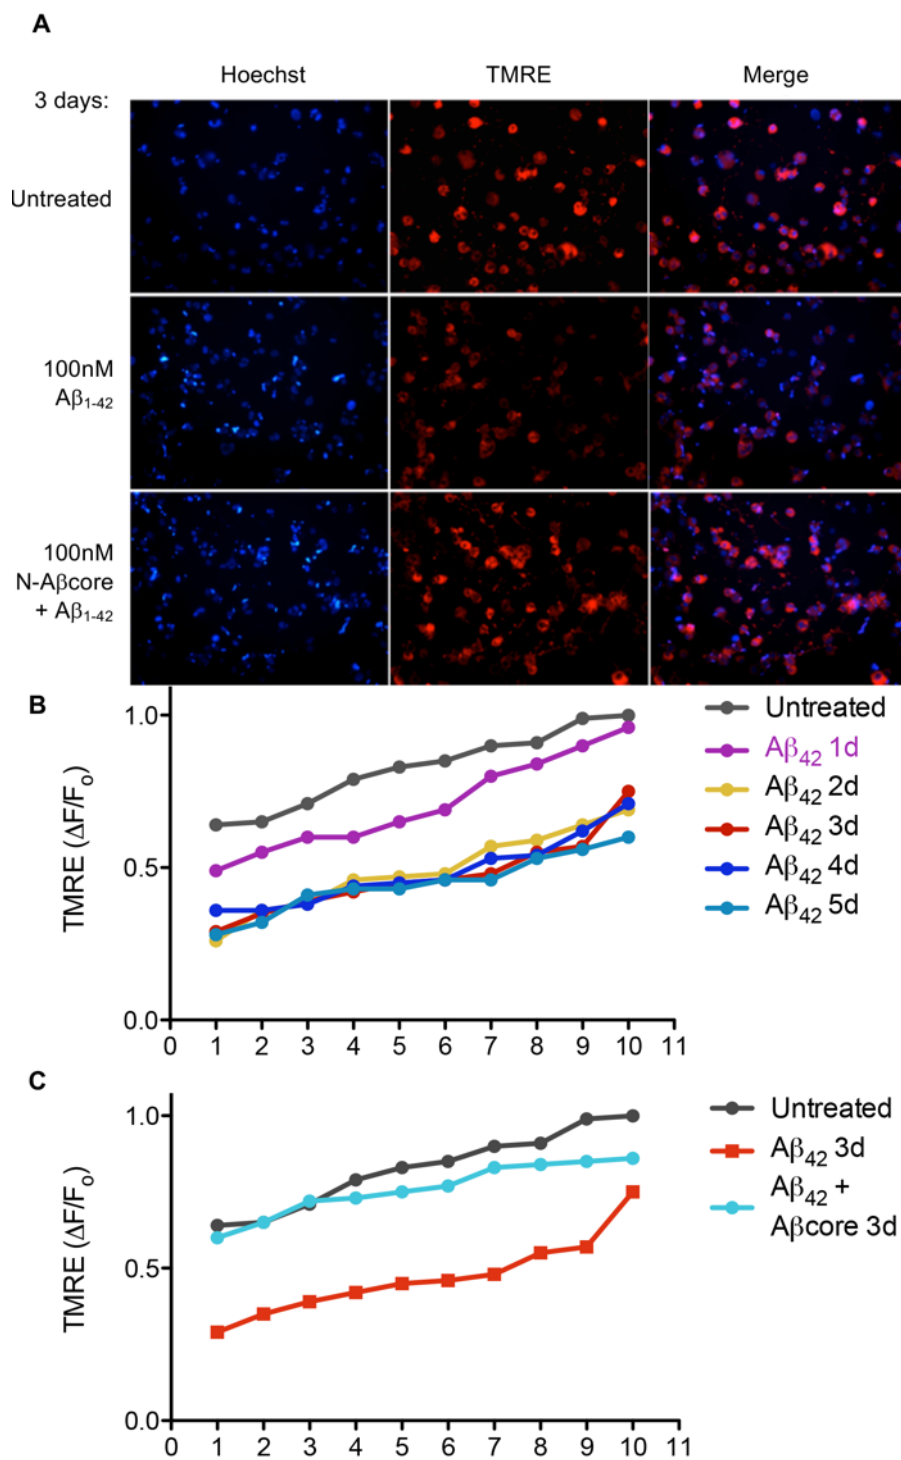 A
Hoechst TMRE Merge
3 days:
Untreated
100nM
Aβ₁₋₄₂
100nM
N-Aβcore
+ Aβ₁₋₄₂
B
TMRE (ΔF/Fₒ)
1.0
0.5
0.0
0 1 2 3 4 5 6 7 8 9 10 11
Untreated
Aβ₄₂ 1d
Aβ₄₂ 2d
Aβ₄₂ 3d
Aβ₄₂ 4d
Aβ₄₂ 5d
C
TMRE (ΔF/Fₒ)
1.0
0.5
0.0
0 1 2 3 4 5 6 7 8 9 10 11
Untreated
Aβ₄₂ 3d
Aβ₄₂ +
Aβcore 3d